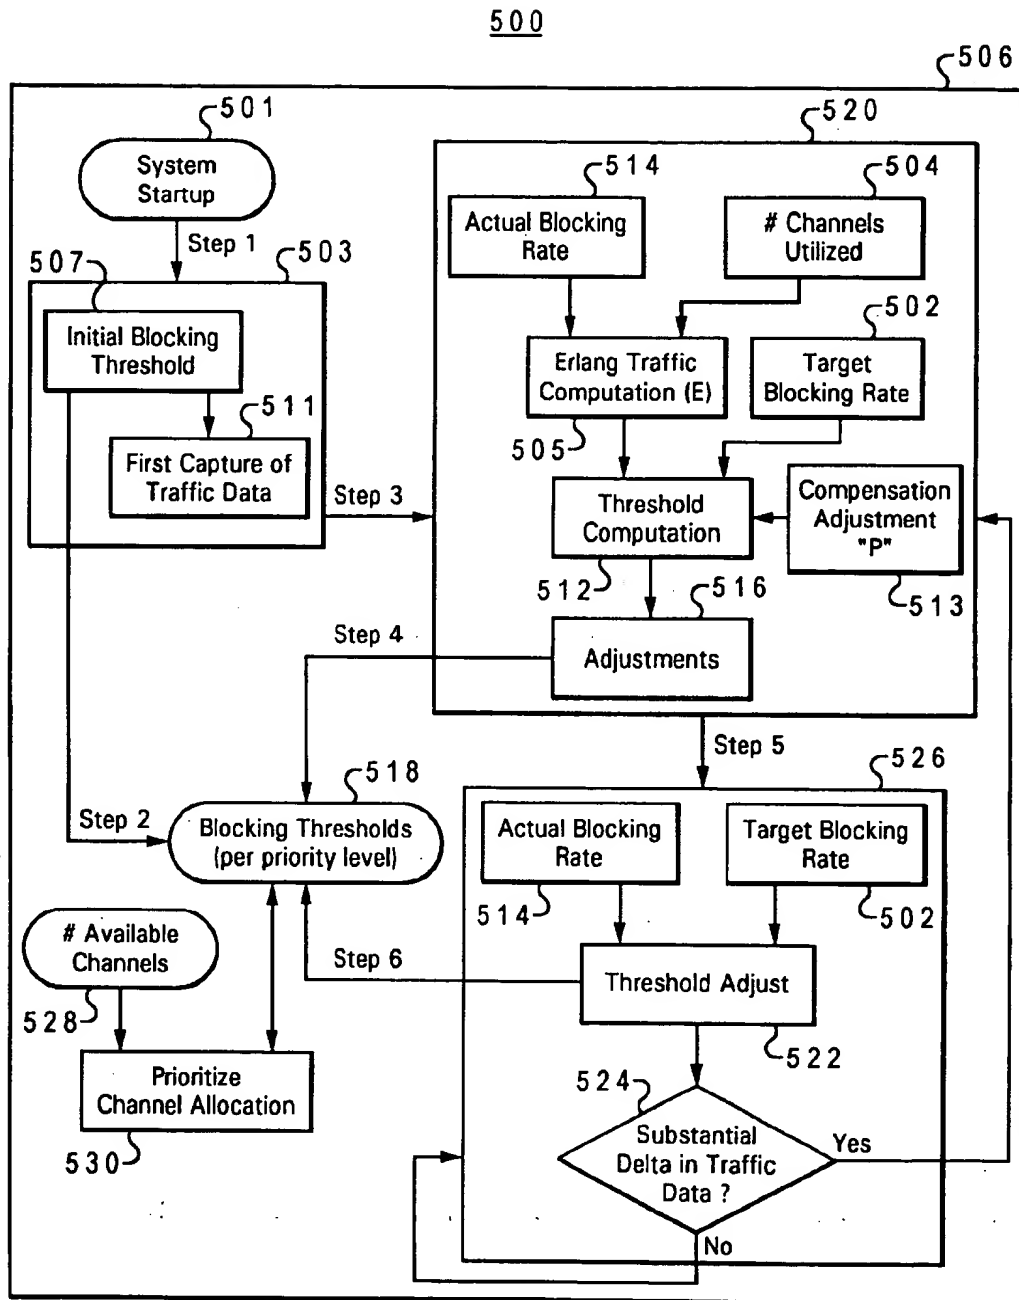 500
506
501
System
Startup
Step 1
507
503
Initial Blocking
Threshold
511
First Capture of
Traffic Data
Step 3
520
514
504
Actual Blocking
Rate
# Channels
Utilized
502
Erlang Traffic
Computation (E)
Target
Blocking Rate
505
Threshold
Computation
Compensation
Adjustment
"P"
512
516
513
Step 4
Adjustments
Step 5
518
526
Step 2
Blocking Thresholds
(per priority level)
Actual Blocking
Rate
Target Blocking
Rate
514
502
# Available
Channels
Step 6
Threshold Adjust
528
522
Prioritize
Channel Allocation
530
524
Substantial
Delta in Traffic
Data ?
Yes
No